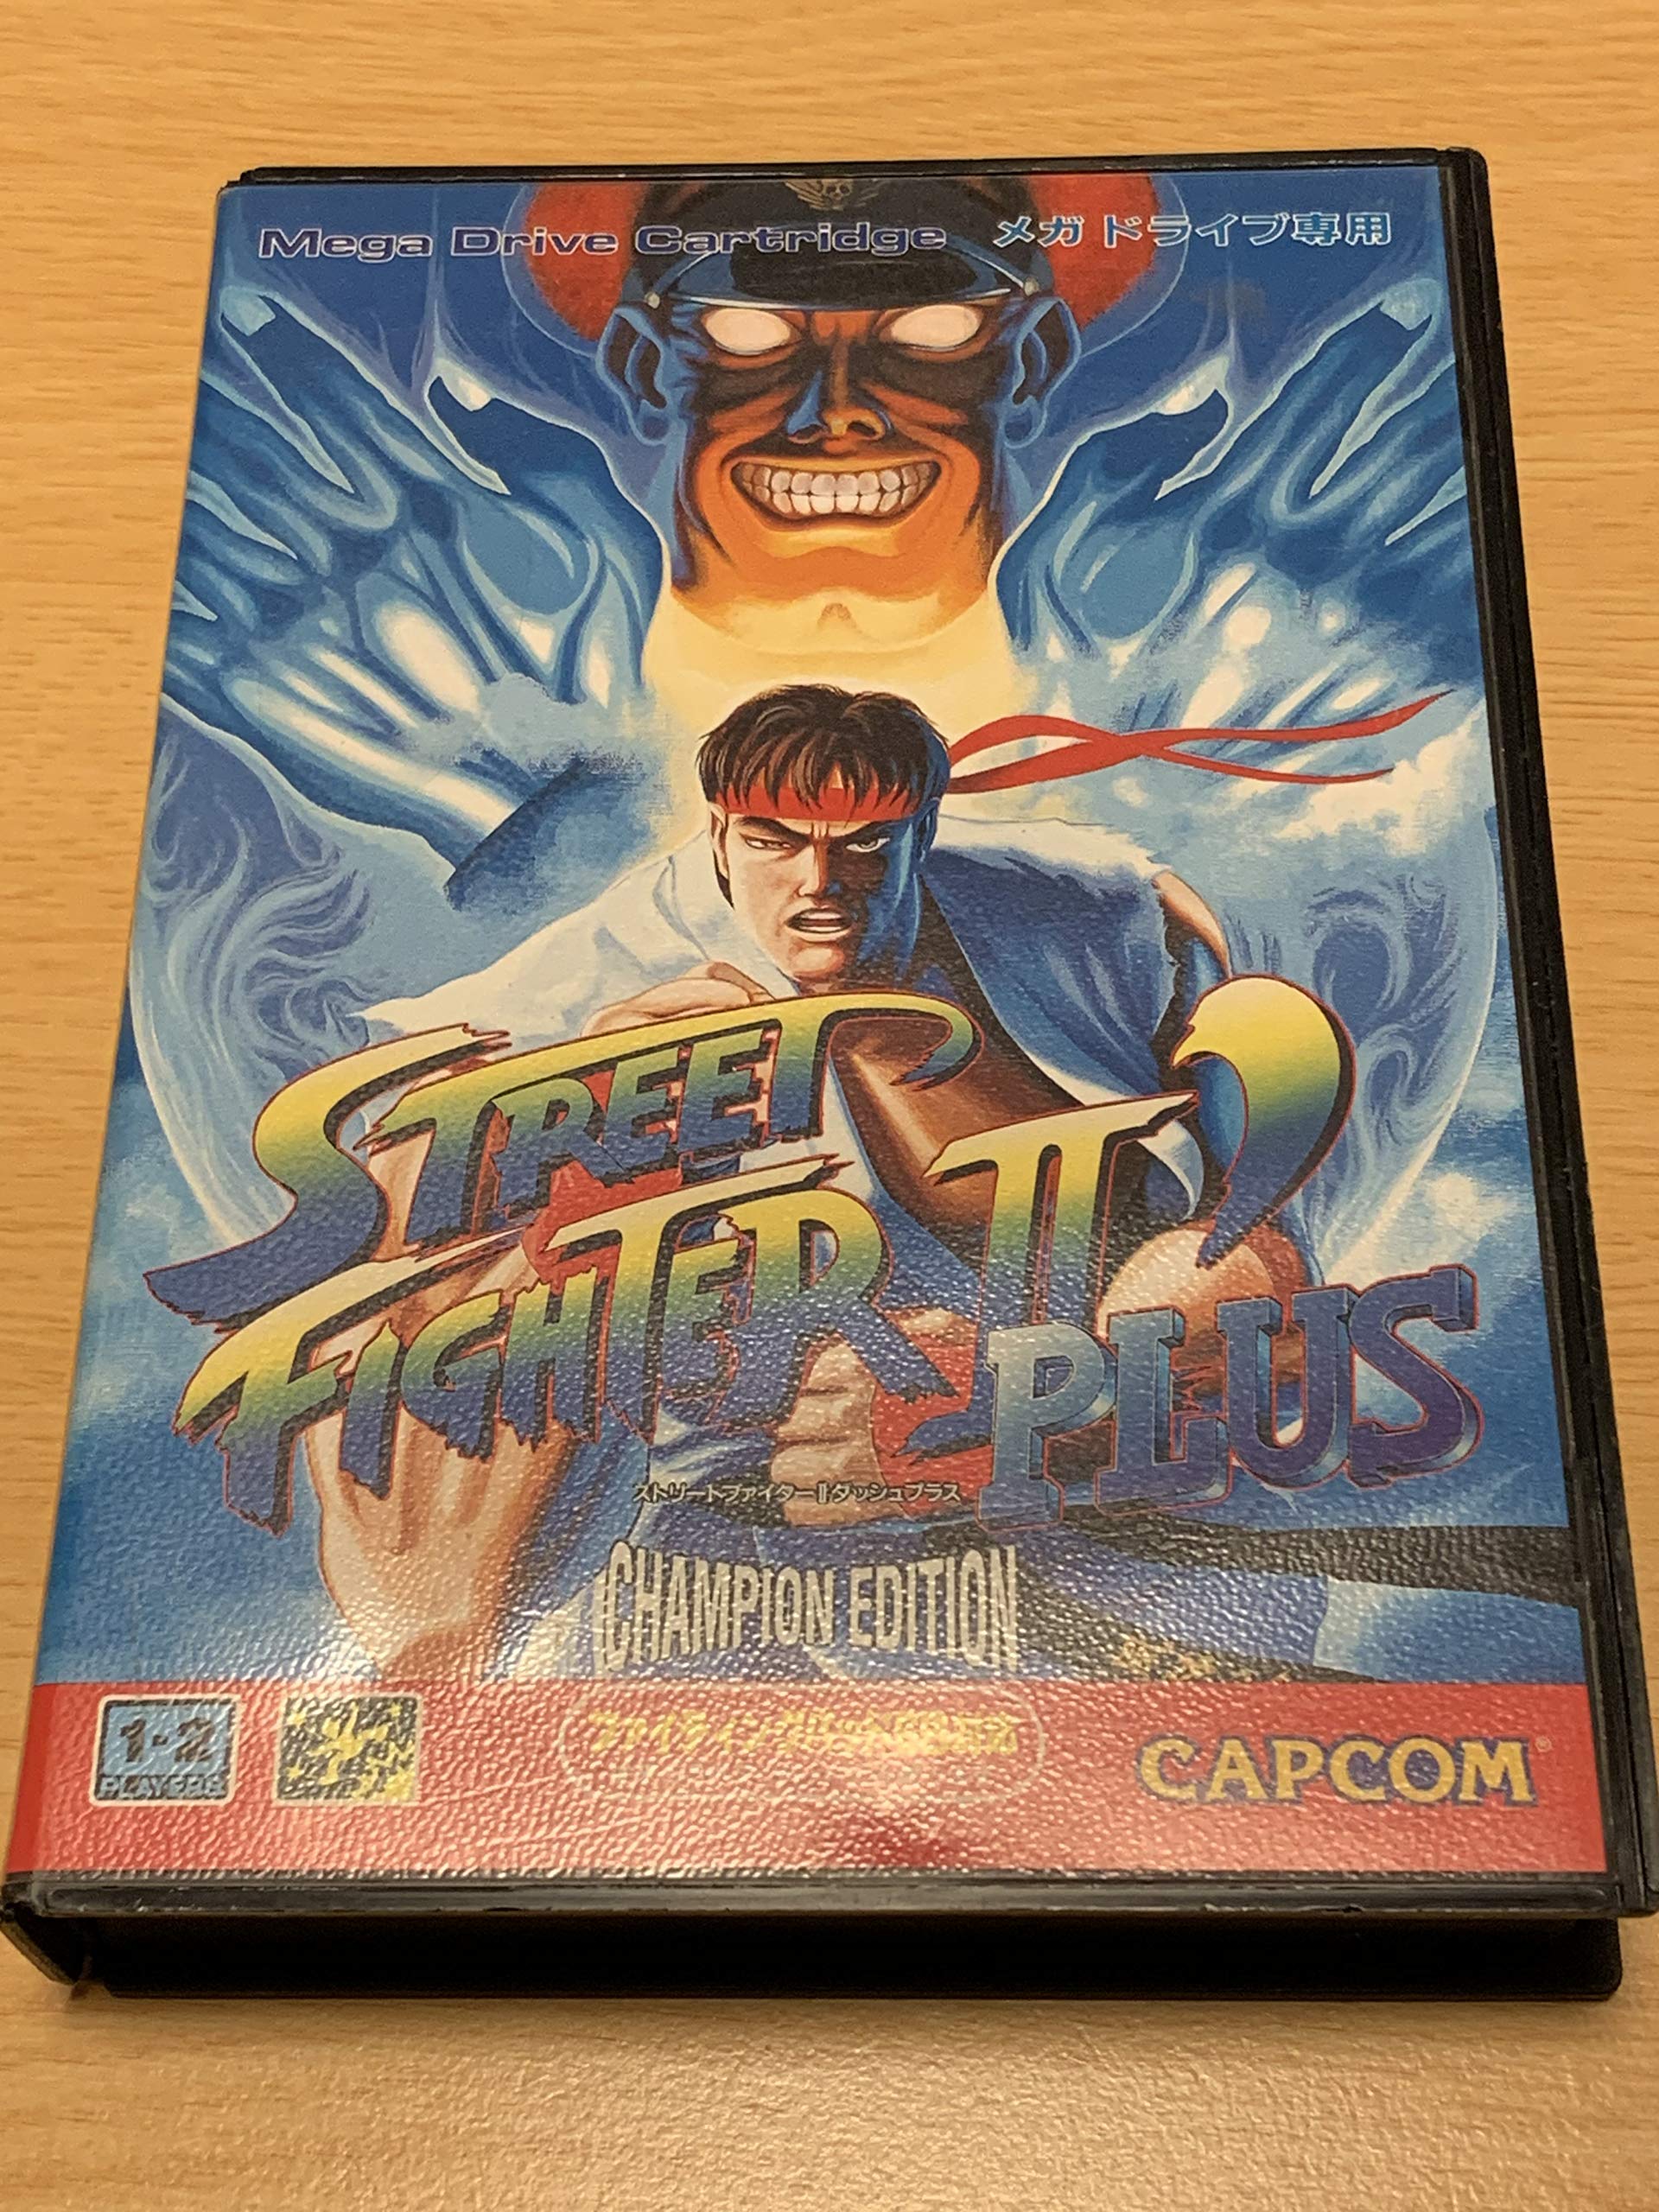 Mega Drive Cartridge メガドライブ専用
STREET
FIGHTER II'
PLUS
ストリートファイターⅡダッシュプラス
CHAMPION EDITION
1-2
PLAYERS
CAPCOM®